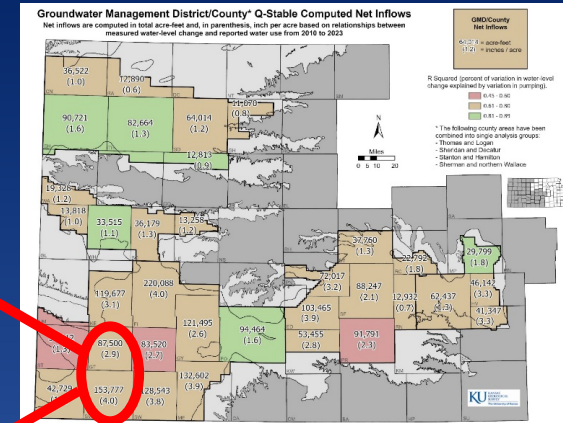 Groundwater Management District/County* Q-Stable Computed Net Inflows
Net inflows are computed in total acre-feet and, in parenthesis, inch per acre based on relationships between
measured water-level change and reported water use from 2010 to 2023
GMD/County
Net Inflows
= acre-feet
(1.2) = inches / acre
R Squared (percent of variation in water-level
change explained by variation in pumping).
0.45 - 0.60
0.61 - 0.80
0.81 - 0.89
* The following county areas have been
combined into single analysis groups:
- Thomas and Logan
- Sheridan and Decatur
- Stanton and Hamilton
- Sherman and northern Wallace
N
Miles
0 5 10 20
36,522
(1.0)
12,890
(0.6)
(0.8)
90,721
(1.6)
82,664
(1.3)
64,014
(1.2)
12,813
(0.9)
19,328
(1.2)
13,818
(1.0)
33,515
(1.1)
36,179
(1.3)
13,258
37,760
(1.3)
22,792
(1.8)
29,799
(1.8)
72,017
(3.2)
88,247
(2.1)
12,932
(0.7)
62,437
46,142
(3.3)
41,347
(3.3)
220,088
(4.0)
119,677
(3.1)
103,465
(3.9)
121,495
(2.6)
94,464
(1.6)
53,455
(2.8)
91,791
(2.3)
87,500
(2.9)
83,520
132,602
(3.9)
42,729
153,777
(4.0)
128,543
(3.8)
KU